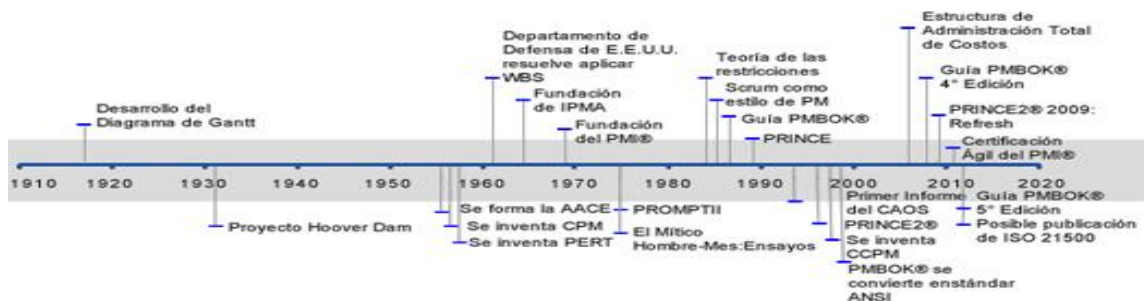 Estructura de
Administración Total
de Costos
Departamento de
Defensa de E.E.U.U.
resuelve aplicar
WBS
Teoría de las
restricciones
Guía PMBOK®
4° Edición
Desarrollo del
Diagrama de Gantt
Fundación
de IPMA
Scrum como
estilo de PM
Fundación
del PMI®
Guía PMBOK®
PRINCE2® 2009:
Refresh
PRINCE
Certificación
Ágil del PMI®
1910 1920 1930 1940 1950 1960 1970 1980 1990 2000 2010 2020
Proyecto Hoover Dam
Se forma la AACE
Se inventa CPM
Se inventa PERT
PROMPTII
El Mítico
Hombre-Mes:Ensayos
Primer Informe
del CAOS
PRINCE2®
Se inventa
CCPM
PMBOK® se
convierte enstándar
ANSI
Guía PMBOK®
5° Edición
Posible publicación
de ISO 21500